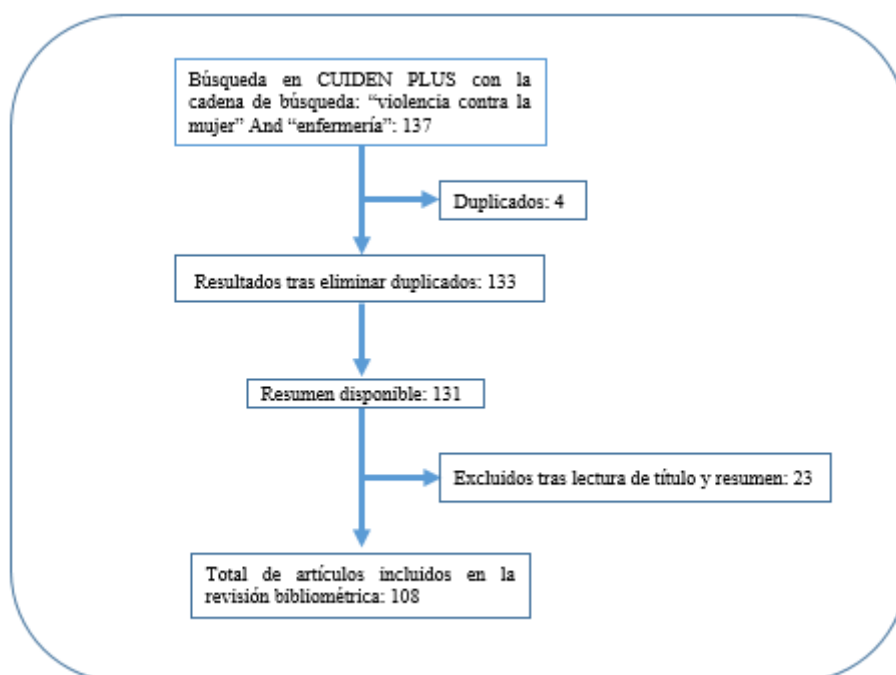 Búsqueda en CUIDEN PLUS con la
cadena de búsqueda: “violencia contra la
mujer” And “enfermería”: 137
Duplicados: 4
Resultados tras eliminar duplicados: 133
Resumen disponible: 131
Excluidos tras lectura de título y resumen: 23
Total de artículos incluidos en la
revisión bibliométrica: 108